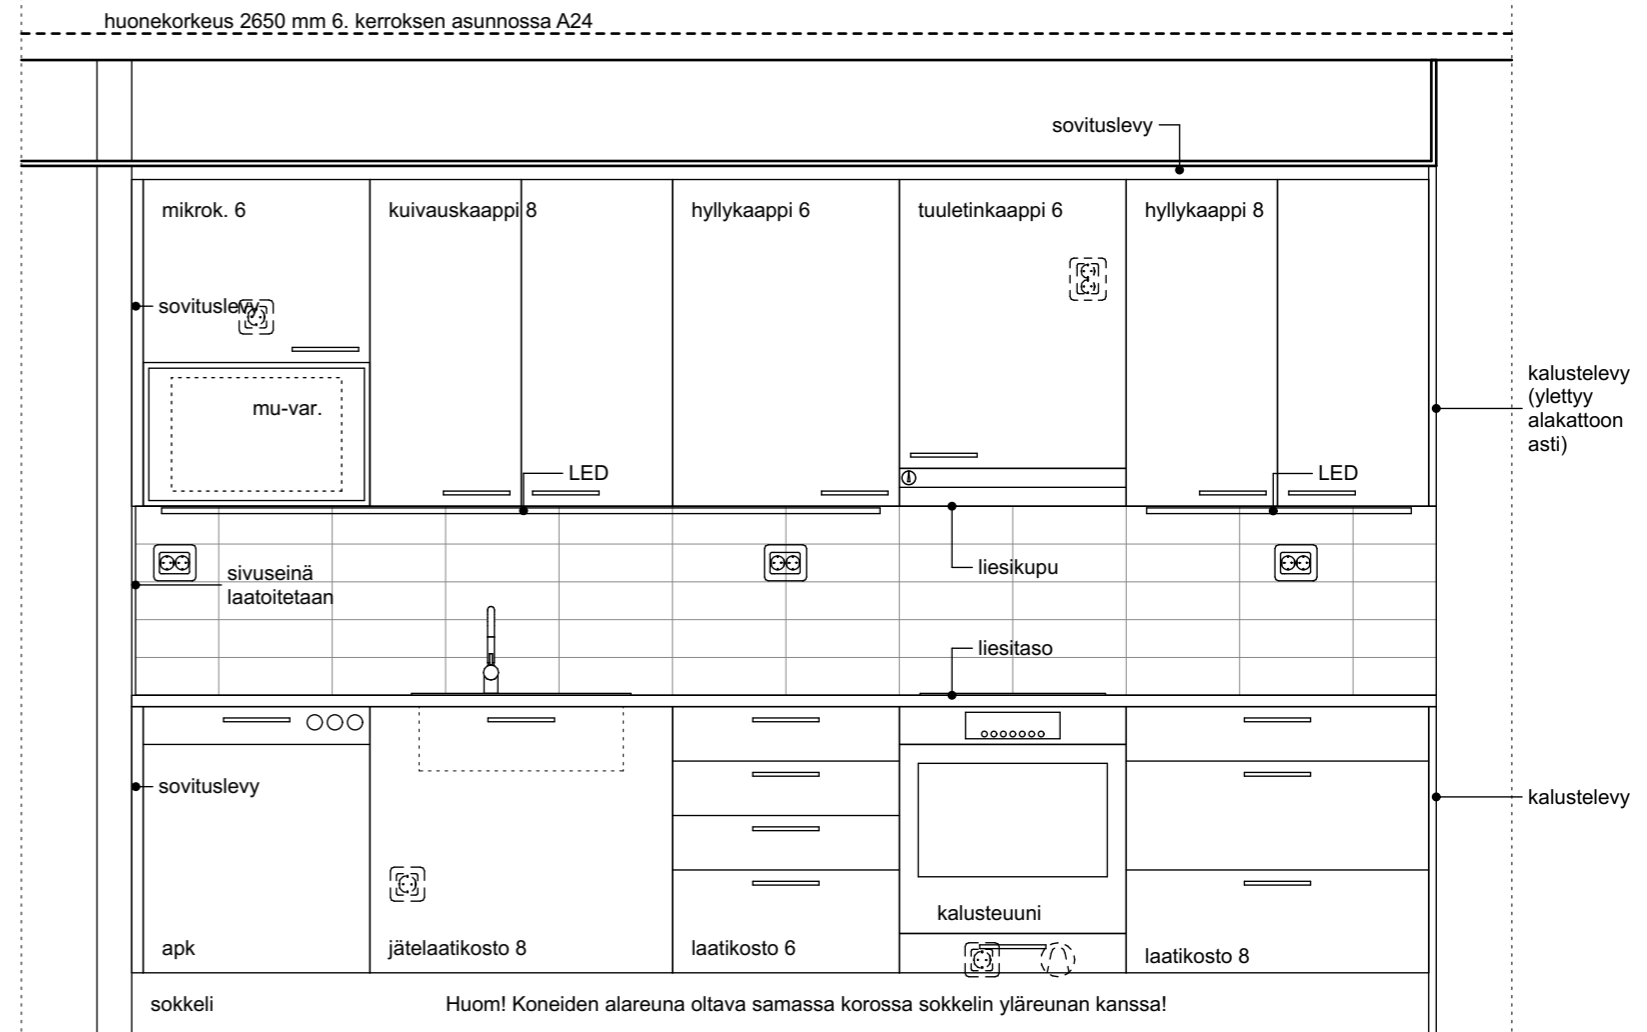 huonekorkeus 2650 mm 6. kerroksen asunnossa A24
sovituslevy
mikrok. 6
kuivauskaappi 8
hyllykaappi 6
tuuletinkaappi 6
hyllykaappi 8
sovituslevy
kalustelevy
(ylettyy
alakattoon
asti)
mu-var.
LED
LED
liesikupu
sivuseinä
laatoitetaan
liesitaso
sovituslevy
kalustelevy
kalusteuuni
apk
jätelaatikosto 8
laatikosto 6
laatikosto 8
sokkeli
Huom! Koneiden alareuna oltava samassa korossa sokkelin yläreunan kanssa!